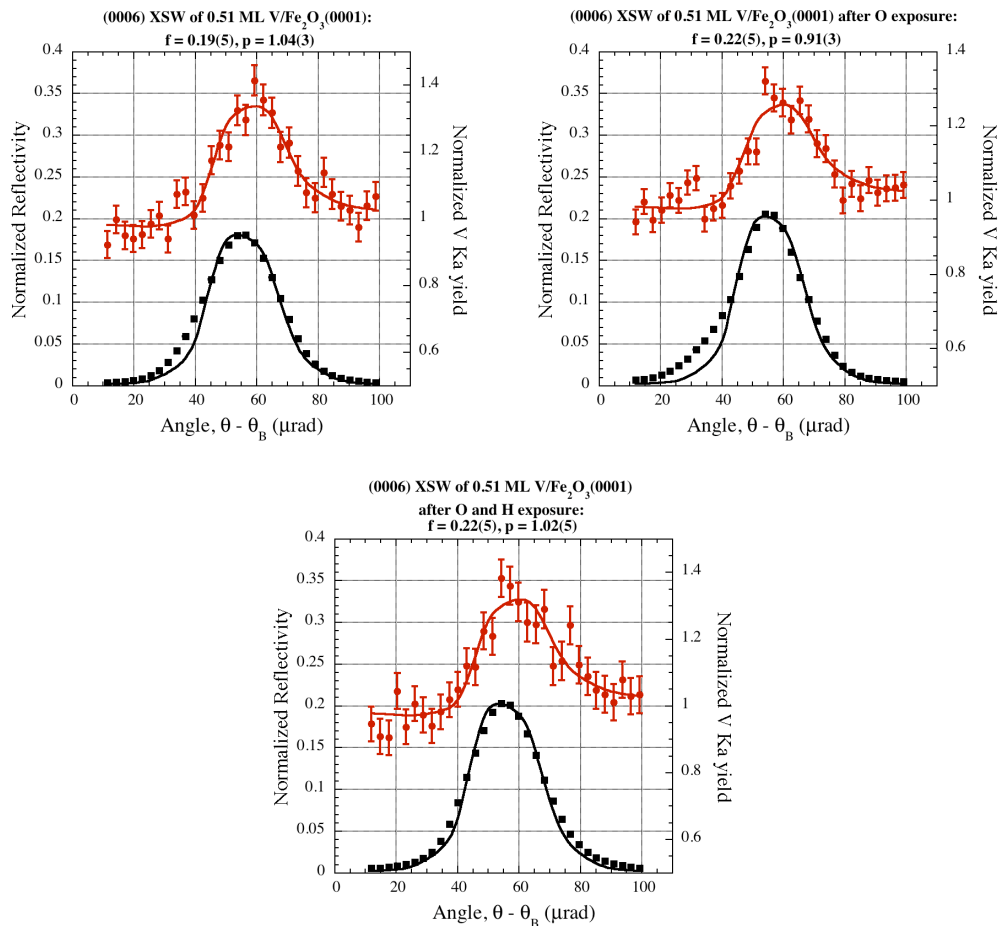 (0006) XSW of 0.51 ML V/Fe₂O₃(0001):
f = 0.19(5), p = 1.04(3)
0.4
0.35
0.3
0.25
0.2
0.15
0.1
0.05
0
Normalized Reflectivity
1.4
1.2
1
0.8
0.6
Normalized V Ka yield
0 20 40 60 80 100
Angle, θ - θ_B (μrad)
(0006) XSW of 0.51 ML V/Fe₂O₃(0001) after O exposure:
f = 0.22(5), p = 0.91(3)
0.4
0.35
0.3
0.25
0.2
0.15
0.1
0.05
0
Normalized Reflectivity
1.4
1.2
1
0.8
0.6
Normalized V Ka yield
0 20 40 60 80 100
Angle, θ - θ_B (μrad)
(0006) XSW of 0.51 ML V/Fe₂O₃(0001)
after O and H exposure:
f = 0.22(5), p = 1.02(5)
0.4
0.35
0.3
0.25
0.2
0.15
0.1
0.05
0
Normalized Reflectivity
1.4
1.2
1
0.8
0.6
Normalized V Ka yield
0 20 40 60 80 100
Angle, θ - θ_B (μrad)